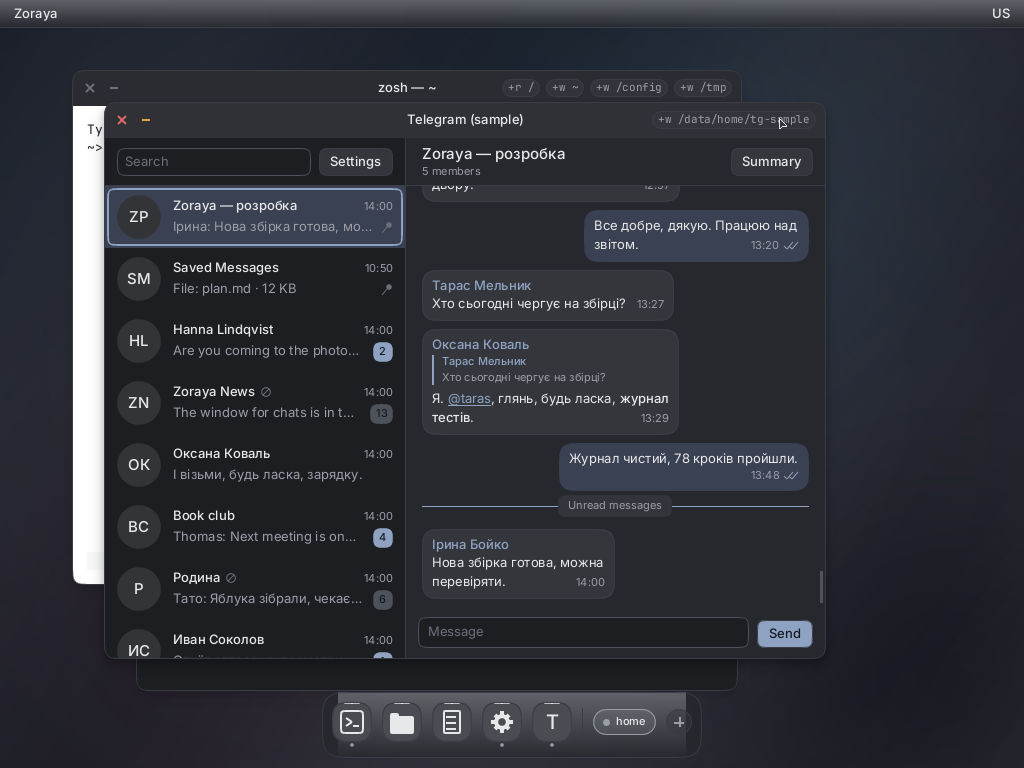 Zoraya
US
zosh — ~
+r /
+w ~
+w /config
+w /tmp
Ty
~>
Telegram (sample)
+w /data/home/tg-sample
Search
Settings
ZP
Zoraya — розробка
14:00
Ірина: Нова збірка готова, мо...
SM
Saved Messages
10:50
File: plan.md · 12 KB
HL
Hanna Lindqvist
14:00
Are you coming to the photo...
2
ZN
Zoraya News
14:00
The window for chats is in t...
13
ОК
Оксана Коваль
14:00
І візьми, будь ласка, зарядку.
BC
Book club
14:00
Thomas: Next meeting is on...
4
Р
Родина
14:00
Тато: Яблука зібрали, чекає...
6
ИС
Иван Соколов
14:00
Zoraya — розробка
5 members
Summary
двору.
12:57
Все добре, дякую. Працюю над
звітом.
13:20
Тарас Мельник
Хто сьогодні чергує на збірці?
13:27
Оксана Коваль
Тарас Мельник
Хто сьогодні чергує на збірці?
Я. @taras, глянь, будь ласка, журнал
тестів.
13:29
Журнал чистий, 78 кроків пройшли.
13:48
Unread messages
Ірина Бойко
Нова збірка готова, можна
перевіряти.
14:00
Message
Send
T
home